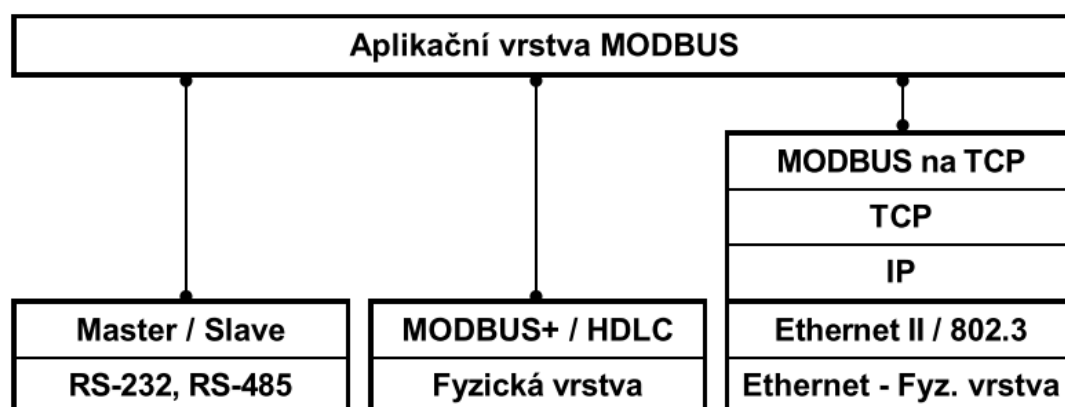 Aplikační vrstva MODBUS
MODBUS na TCP
TCP
IP
Master / Slave
MODBUS+ / HDLC
Ethernet II / 802.3
RS-232, RS-485
Fyzická vrstva
Ethernet - Fyz. vrstva